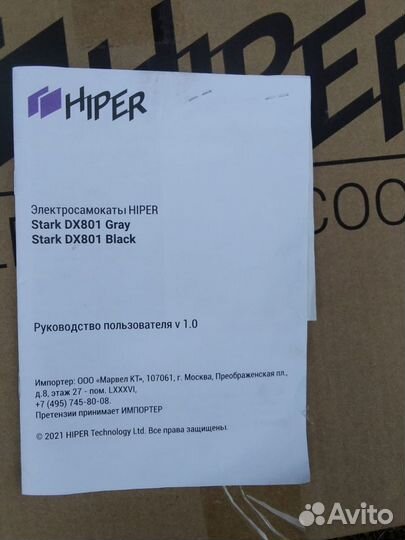 HIPER
HIPER
Электросамокаты HIPER
Stark DX801 Gray
Stark DX801 Black
Руководство пользователя v 1.0
Импортер: ООО «Марвел КТ», 107061, г. Москва, Преображенская пл.,
д.8, этаж 27 - пом. LXXXVI,
+7 (495) 745-80-08.
Претензии принимает ИМПОРТЕР
© 2021 HIPER Technology Ltd. Все права защищены.
Avito